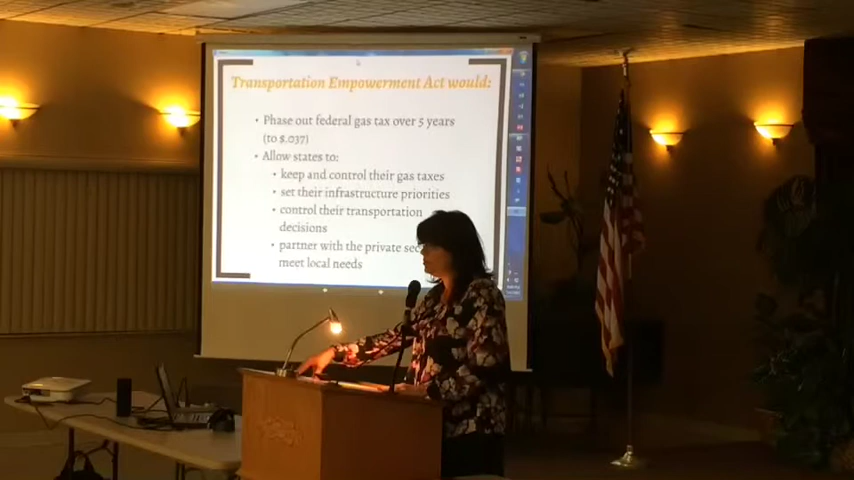 Transportation Empowerment Act would:
• Phase out federal gas tax over 5 years
(to $.037)
• Allow states to:
• keep and control their gas taxes
• set their infrastructure priorities
• control their transportation
decisions
• partner with the private
meet local needs